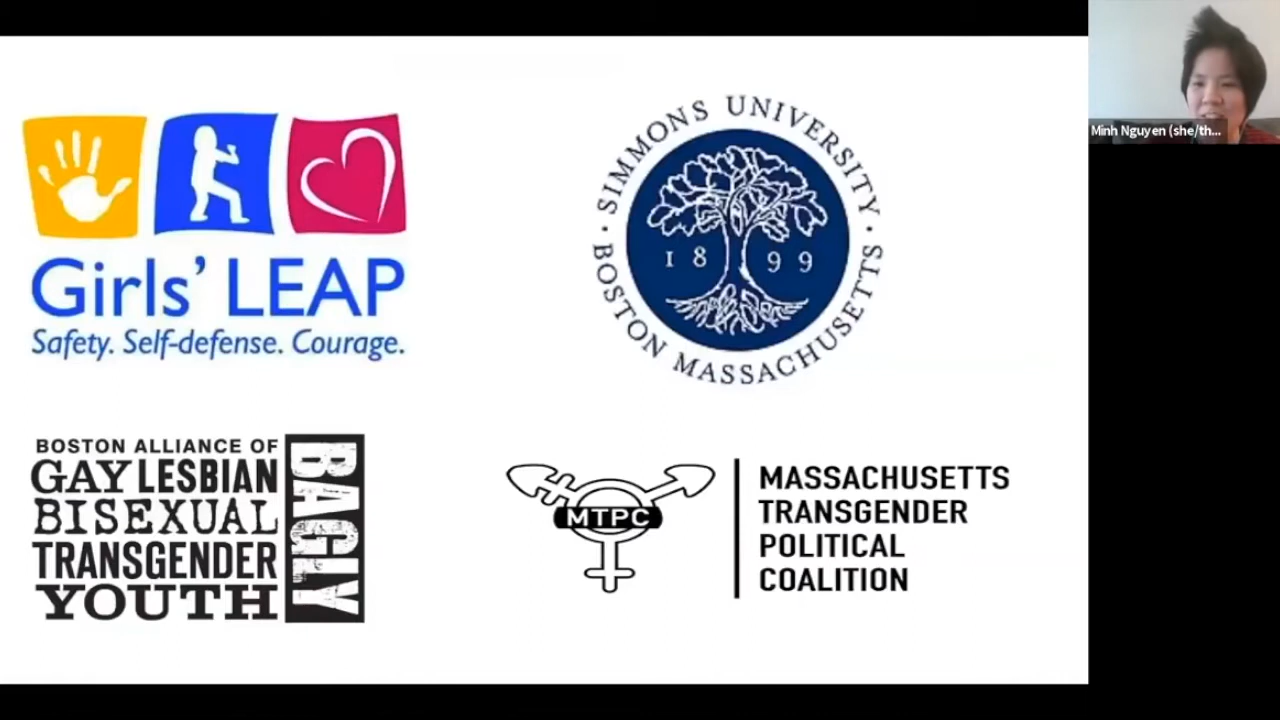 Girls' LEAP
Safety. Self-defense. Courage.
· SIMMONS UNIVERSITY ·
BOSTON MASSACHUSETTS
18 99
BOSTON ALLIANCE OF
GAY LESBIAN
BISEXUAL
TRANSGENDER
YOUTH
BAGLY
MTPC
MASSACHUSETTS
TRANSGENDER
POLITICAL
COALITION
Minh Nguyen (she/th...